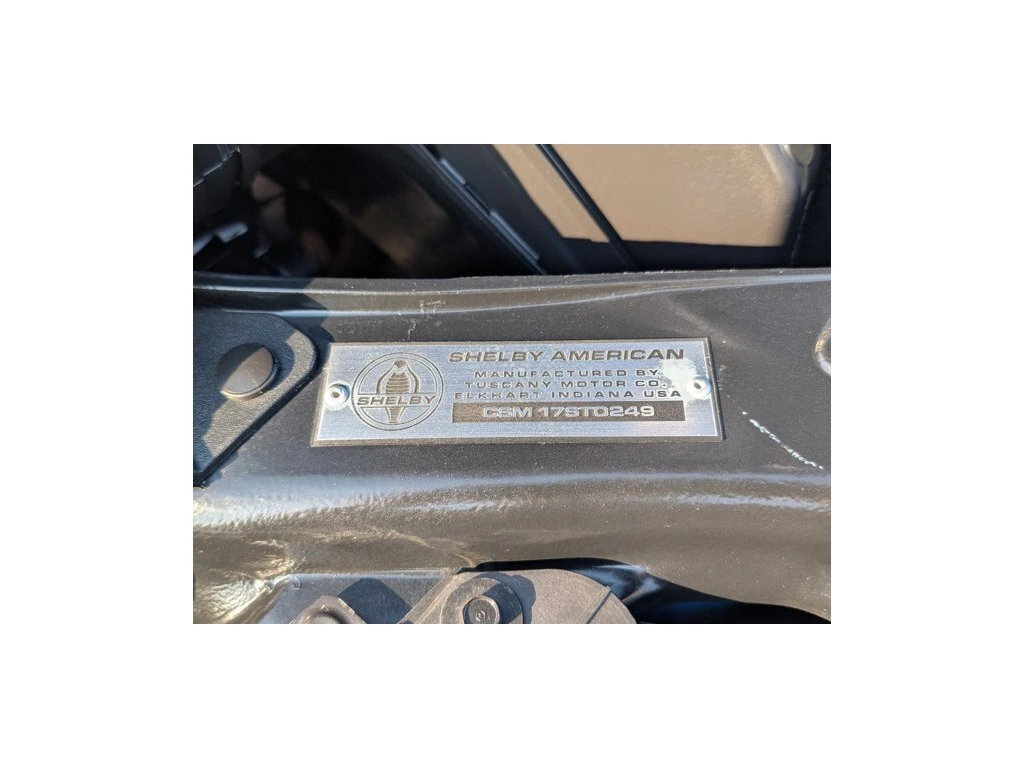 SHELBY AMERICAN
MANUFACTURED BY
TUSCANY MOTOR CO.
ELKHART, INDIANA USA
SHELBY
CSM 17ST0249